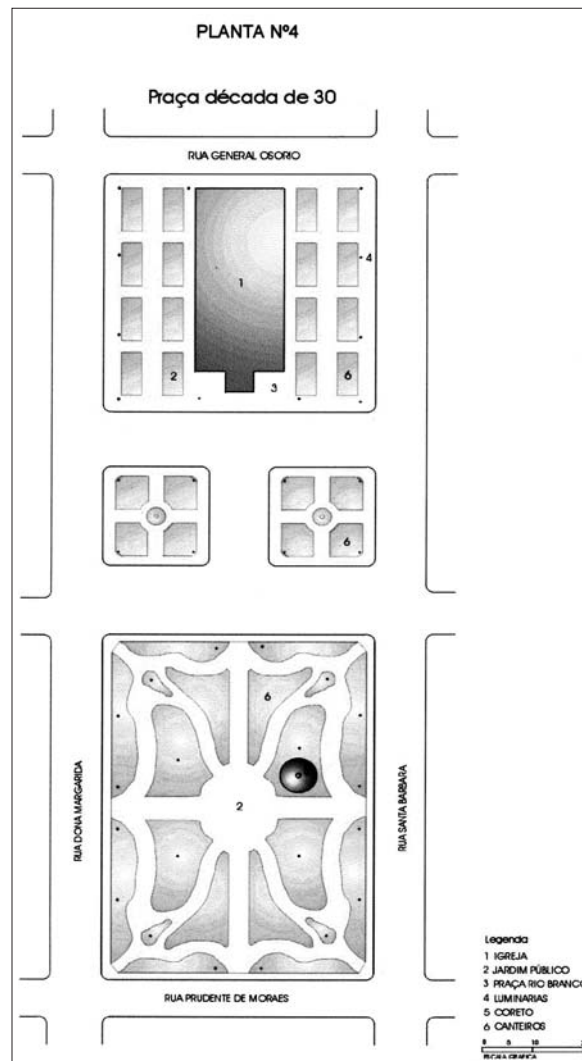 PLANTA Nº4
Praça década de 30
RUA GENERAL OSORIO
4
1
2
3
6
6
6
2
RUA DONA MARGARIDA
RUA SANTA BARBARA
RUA PRUDENTE DE MORAES
Legenda
1 IGREJA
2 JARDIM PÚBLICO
3 PRAÇA RIO BRANCO
4 LUMINARIAS
5 CORETO
6 CANTEIROS
0 5 10
ESCALA GRÁFICA